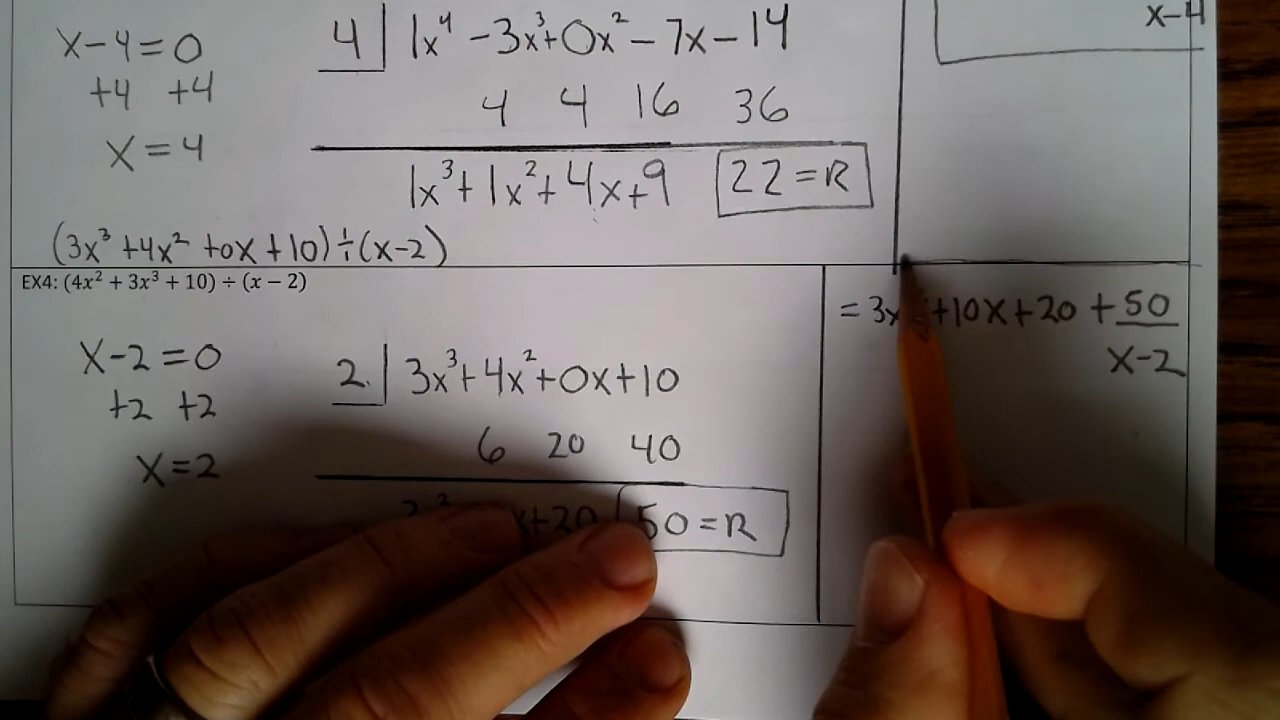 x-4
x-4=0
+4 +4
x=4
4 1x⁴ -3x³+0x²-7x-14
4 4 16 36
1x³+1x²+4x+9 22=R
(3x³+4x²+0x+10)÷(x-2)
EX4: (4x² + 3x³ + 10) ÷ (x − 2)
x-2=0
+2 +2
x=2
2. 3x³+4x²+0x+10
6 20 40
x+20 50=R
=3x +10x+20+50
x-2